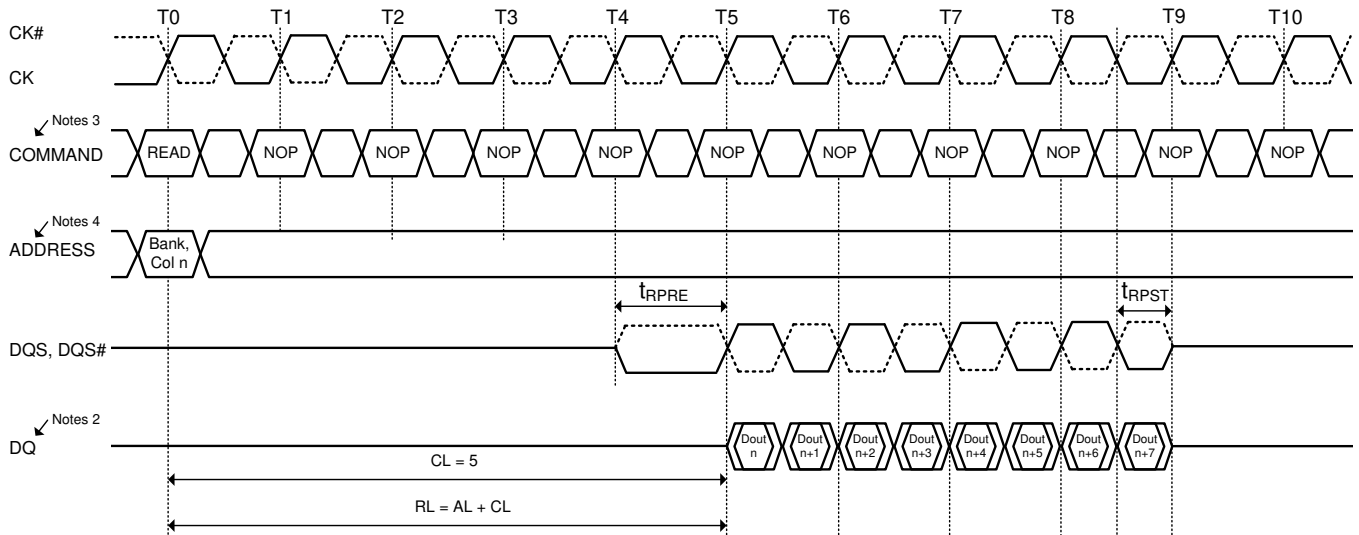 T0 T1 T2 T3 T4 T5 T6 T7 T8 T9 T10
CK#
CK
Notes 3
COMMAND READ NOP NOP NOP NOP NOP NOP NOP NOP NOP NOP
Notes 4
ADDRESS
Bank,
Col n
tRPRE tRPST
DQS, DQS#
Notes 2
DQ
Dout n
Dout n+1
Dout n+2
Dout n+3
Dout n+4
Dout n+5
Dout n+6
Dout n+7
CL = 5
RL = AL + CL